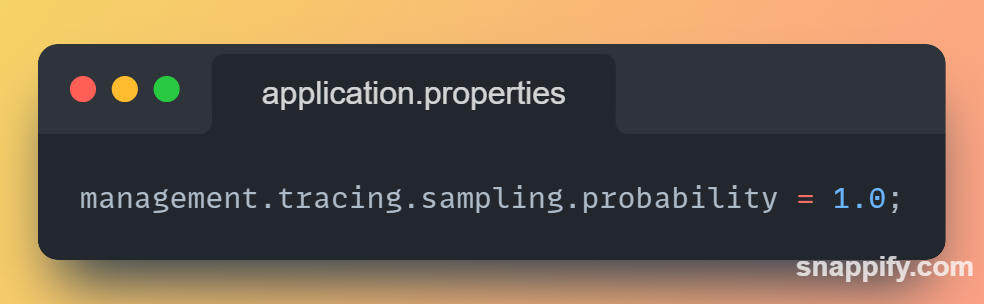 application.properties
management.tracing.sampling.probability = 1.0;
snappify.com